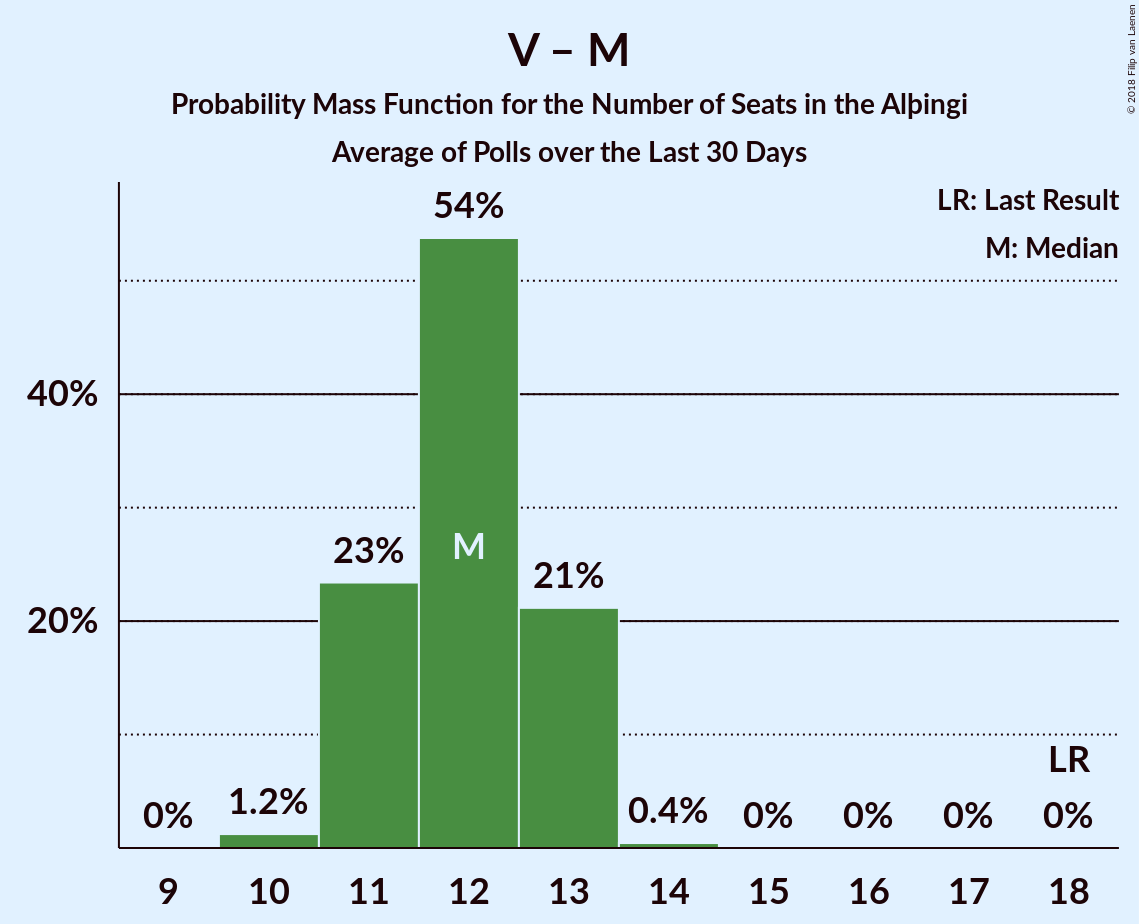 V – M
Probability Mass Function for the Number of Seats in the Alþingi
Average of Polls over the Last 30 Days
© 2018 Filip van Laenen
LR: Last Result
M: Median
54%
40%
M
23%
21%
20%
LR
0%
1.2%
0.4%
0%
0%
0%
0%
9 10 11 12 13 14 15 16 17 18